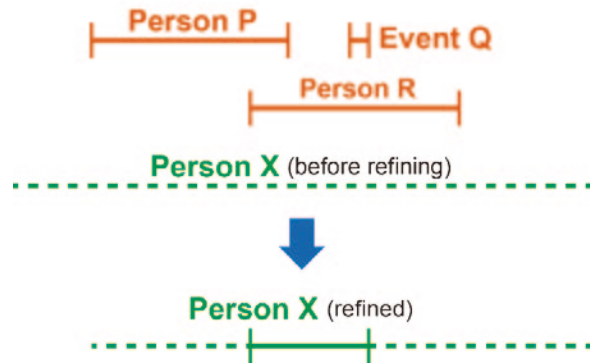 Person P
Event Q
Person R
Person X (before refining)
Person X (refined)